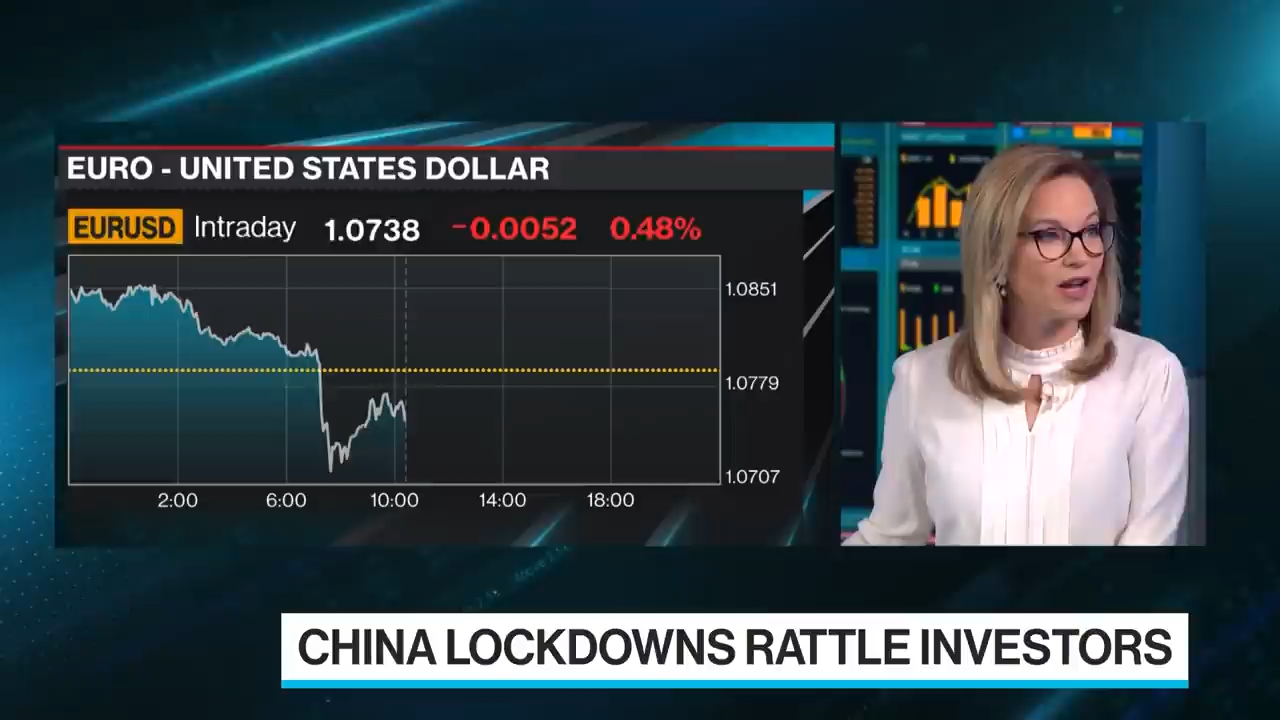 EURO - UNITED STATES DOLLAR
EURUSD Intraday 1.0738 -0.0052 0.48%
1.0851
1.0779
1.0707
2:00 6:00 10:00 14:00 18:00
CHINA LOCKDOWNS RATTLE INVESTORS